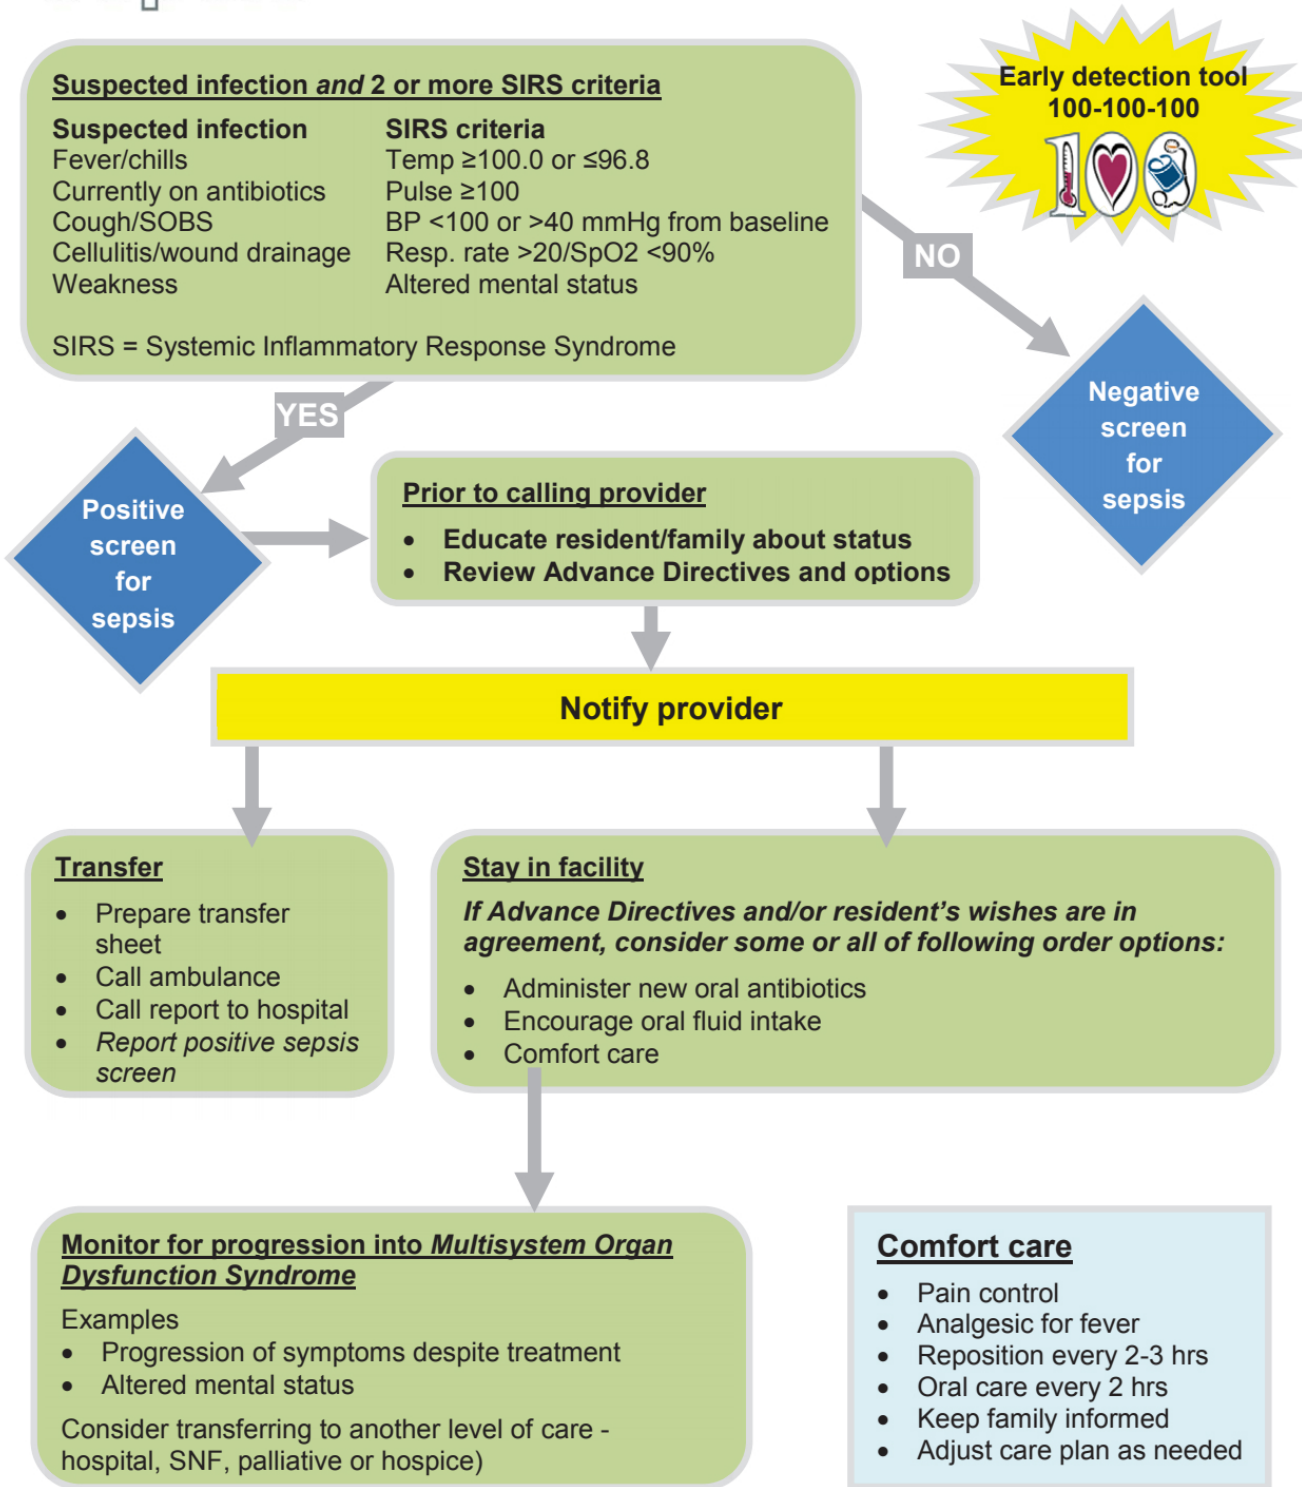 Suspected infection and 2 or more SIRS criteria
Suspected infection SIRS criteria
Fever/chills Temp ≥100.0 or ≤96.8
Currently on antibiotics Pulse ≥100
Cough/SOBS BP <100 or >40 mmHg from baseline
Cellulitis/wound drainage Resp. rate >20/SpO2 <90%
Weakness Altered mental status
SIRS = Systemic Inflammatory Response Syndrome
Early detection tool
100-100-100
100
NO
Negative
screen
for
sepsis
YES
Positive
screen
for
sepsis
Prior to calling provider
• Educate resident/family about status
• Review Advance Directives and options
Notify provider
Transfer
• Prepare transfer
sheet
• Call ambulance
• Call report to hospital
• Report positive sepsis
screen
Stay in facility
If Advance Directives and/or resident's wishes are in
agreement, consider some or all of following order options:
• Administer new oral antibiotics
• Encourage oral fluid intake
• Comfort care
Monitor for progression into Multisystem Organ
Dysfunction Syndrome
Examples
• Progression of symptoms despite treatment
• Altered mental status
Consider transferring to another level of care -
hospital, SNF, palliative or hospice)
Comfort care
• Pain control
• Analgesic for fever
• Reposition every 2-3 hrs
• Oral care every 2 hrs
• Keep family informed
• Adjust care plan as needed